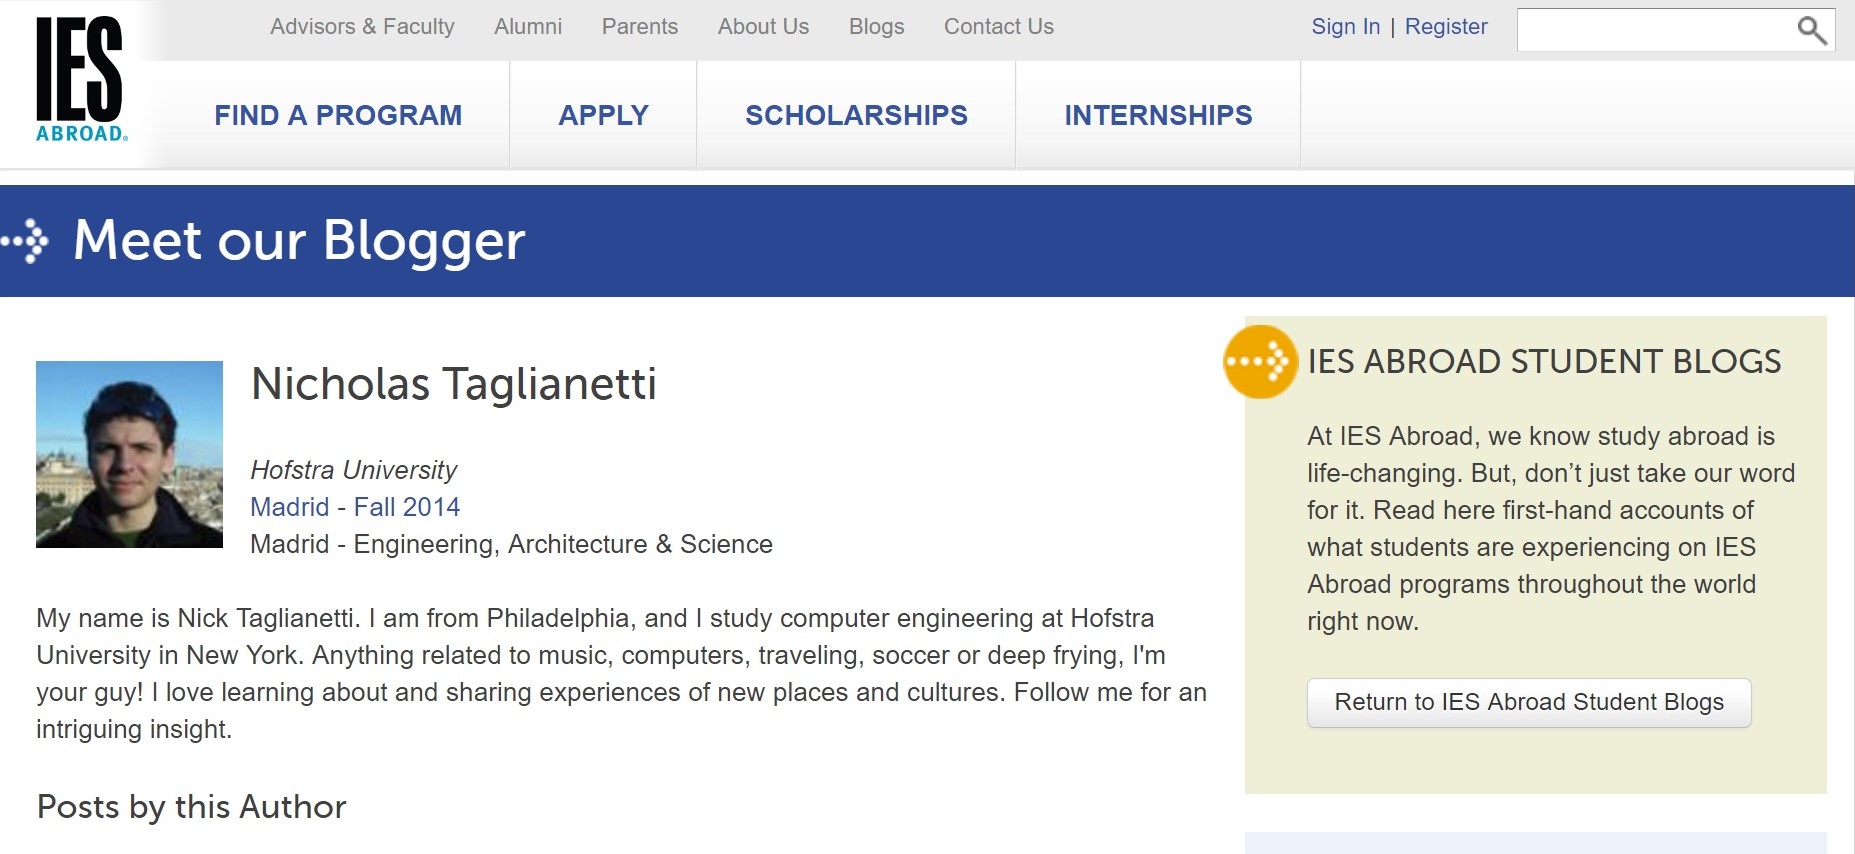 IES
ABROAD
Advisors & Faculty Alumni Parents About Us Blogs Contact Us
Sign In | Register
FIND A PROGRAM APPLY SCHOLARSHIPS INTERNSHIPS
Meet our Blogger
Nicholas Taglianetti
Hofstra University
Madrid - Fall 2014
Madrid - Engineering, Architecture & Science
My name is Nick Taglianetti. I am from Philadelphia, and I study computer engineering at Hofstra
University in New York. Anything related to music, computers, traveling, soccer or deep frying, I'm
your guy! I love learning about and sharing experiences of new places and cultures. Follow me for an
intriguing insight.
Posts by this Author
IES ABROAD STUDENT BLOGS
At IES Abroad, we know study abroad is
life-changing. But, don’t just take our word
for it. Read here first-hand accounts of
what students are experiencing on IES
Abroad programs throughout the world
right now.
Return to IES Abroad Student Blogs